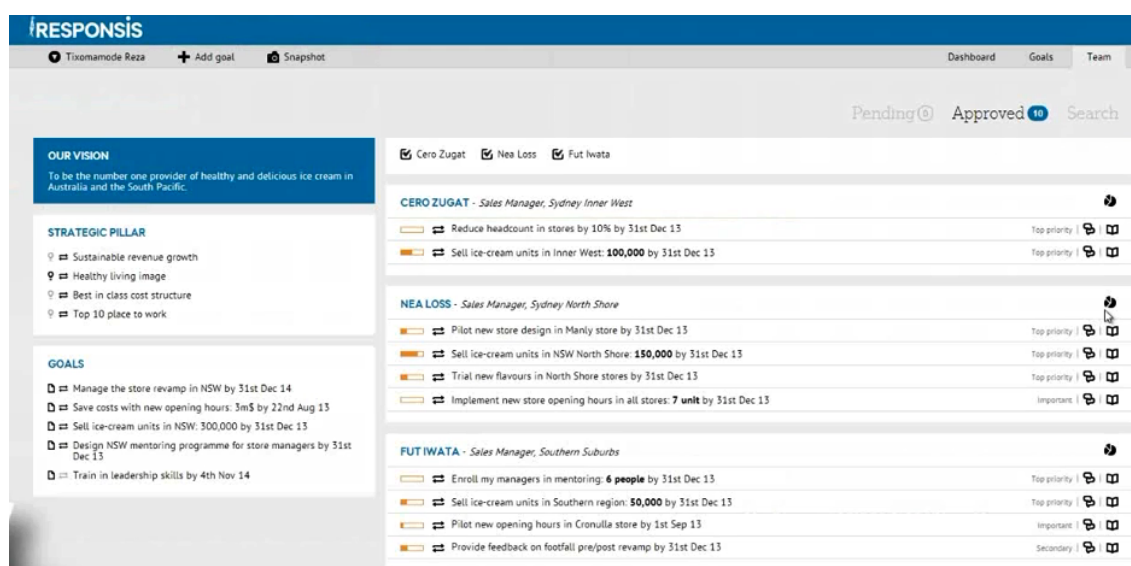 RESPONSIS
Tixomamode Reza
Add goal
Snapshot
Dashboard
Goals
Team
Pending 0
Approved 10
Search
OUR VISION
To be the number one provider of healthy and delicious ice cream in
Australia and the South Pacific.
STRATEGIC PILLAR
Sustainable revenue growth
Healthy living image
Best in class cost structure
Top 10 place to work
GOALS
Manage the store revamp in NSW by 31st Dec 14
Save costs with new opening hours: 3m$ by 22nd Aug 13
Sell ice-cream units in NSW: 300,000 by 31st Dec 13
Design NSW mentoring programme for store managers by 31st
Dec 13
Train in leadership skills by 4th Nov 14
Cero Zugat
Nea Loss
Fut Iwata
CERO ZUGAT - Sales Manager, Sydney Inner West
Reduce headcount in stores by 10% by 31st Dec 13 Top priority
Sell ice-cream units in Inner West: 100,000 by 31st Dec 13 Top priority
NEA LOSS - Sales Manager, Sydney North Shore
Pilot new store design in Manly store by 31st Dec 13 Top priority
Sell ice-cream units in NSW North Shore: 150,000 by 31st Dec 13 Top priority
Trial new flavours in North Shore stores by 31st Dec 13 Top priority
Implement new store opening hours in all stores: 7 unit by 31st Dec 13 Important
FUT IWATA - Sales Manager, Southern Suburbs
Enroll my managers in mentoring: 6 people by 31st Dec 13 Top priority
Sell ice-cream units in Southern region: 50,000 by 31st Dec 13 Top priority
Pilot new opening hours in Cronulla store by 1st Sep 13 Important
Provide feedback on footfall pre/post revamp by 31st Dec 13 Secondary